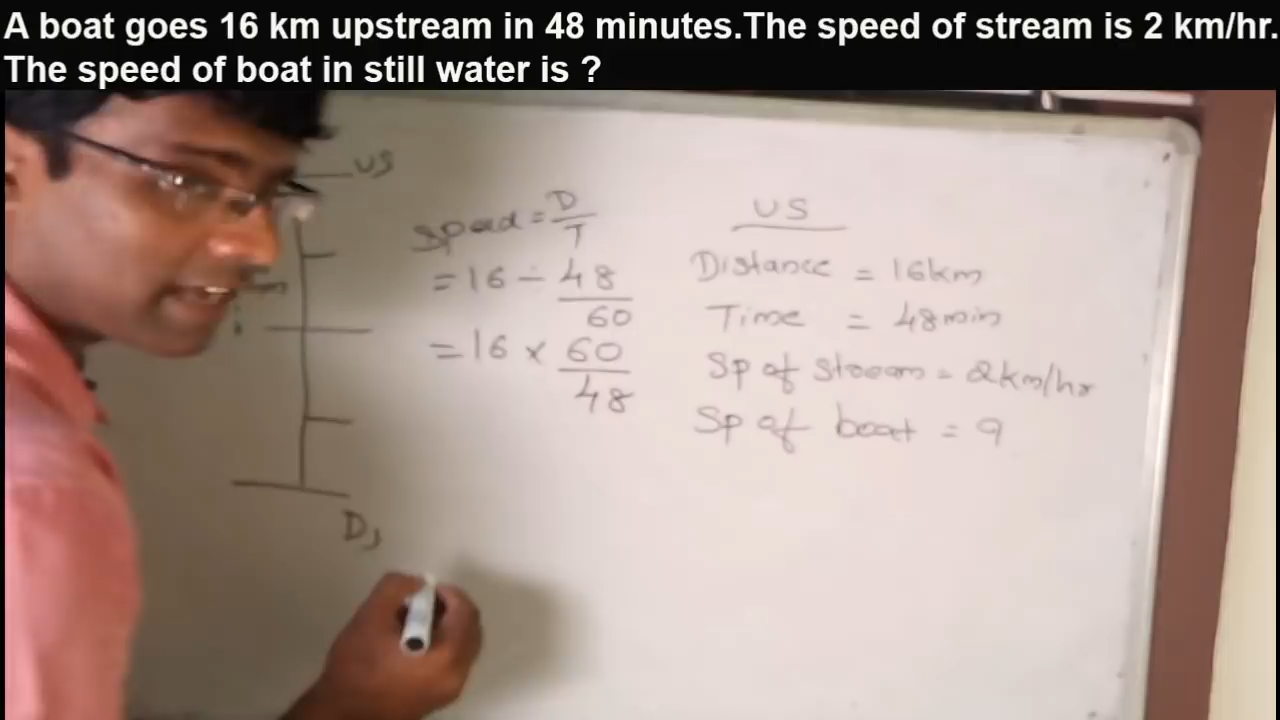 A boat goes 16 km upstream in 48 minutes.The speed of stream is 2 km/hr.
The speed of boat in still water is ?
US
Speed = D/T
= 16 ÷ 48/60
= 16 × 60/48
US
Distance = 16km
Time = 48min
Sp of stream = 2km/hr
Sp of boat = ?